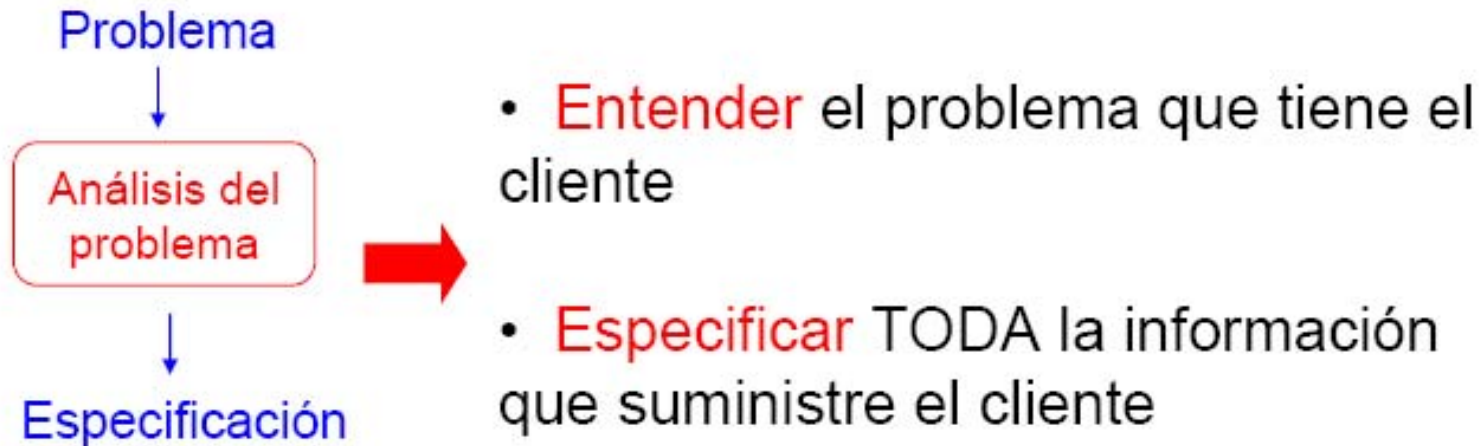 Problema
Análisis del
problema
Especificación
• Entender el problema que tiene el
cliente
• Especificar TODA la información
que suministre el cliente